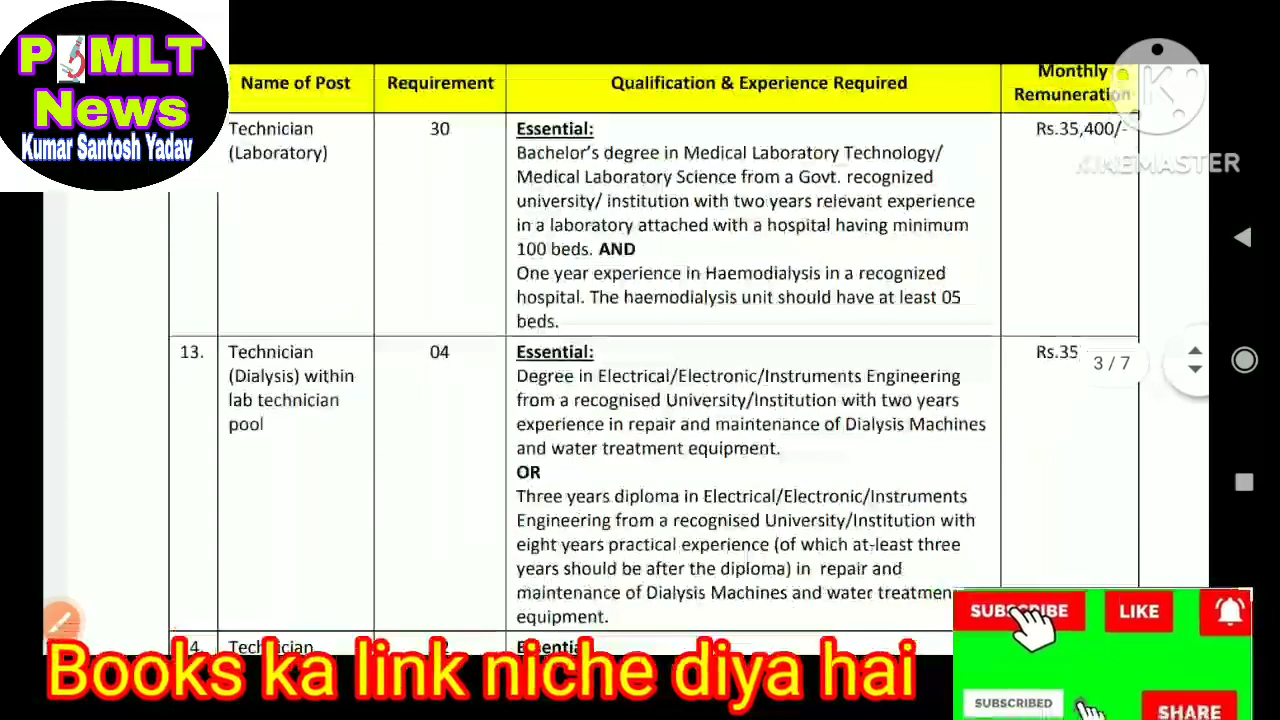 P MLT
News
Kumar Santosh Yadav
Name of Post
Requirement
Qualification & Experience Required
Monthly
Remuneration
Technician
(Laboratory)
30
Essential:
Bachelor's degree in Medical Laboratory Technology/
Medical Laboratory Science from a Govt. recognized
university/ institution with two years relevant experience
in a laboratory attached with a hospital having minimum
100 beds. AND
One year experience in Haemodialysis in a recognized
hospital. The haemodialysis unit should have at least 05
beds.
Rs.35,400/-
KINEMASTER
13.
Technician
(Dialysis) within
lab technician
pool
04
Essential:
Degree in Electrical/Electronic/Instruments Engineering
from a recognised University/Institution with two years
experience in repair and maintenance of Dialysis Machines
and water treatment equipment.
OR
Three years diploma in Electrical/Electronic/Instruments
Engineering from a recognised University/Institution with
eight years practical experience (of which at-least three
years should be after the diploma) in repair and
maintenance of Dialysis Machines and water treatmen
equipment.
Rs.35
3 / 7
Technician
Essentia
Books ka link niche diya hai
SUBSCRIBE
LIKE
SUBSCRIBED
SHARE